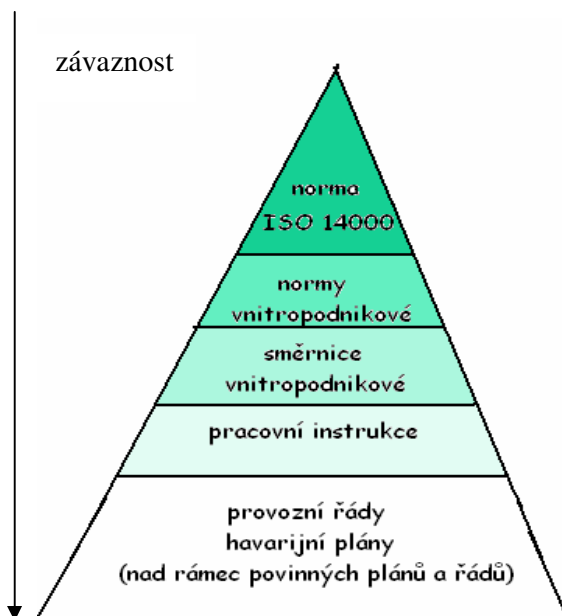 závaznost
norma
ISO 14000
normy
vnitropodnikové
směrnice
vnitropodnikové
pracovní instrukce
provozní řády
havarijní plány
(nad rámec povinných plánů a řádů)